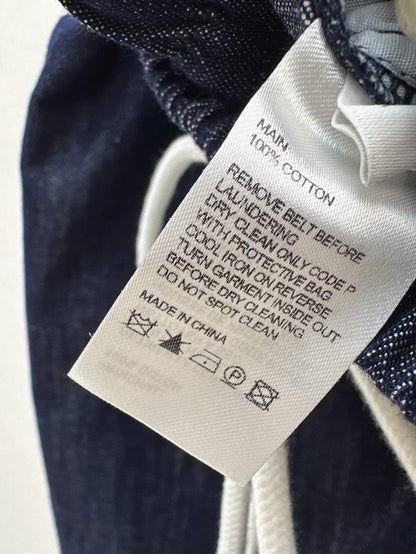 MAIN
100% COTTON
REMOVE BELT BEFORE
LAUNDERING
DRY CLEAN ONLY CODE P
WITH PROTECTIVE BAG
COOL IRON ON REVERSE
TURN GARMENT INSIDE OUT
BEFORE DRY CLEANING
DO NOT SPOT CLEAN
MADE IN CHINA
P